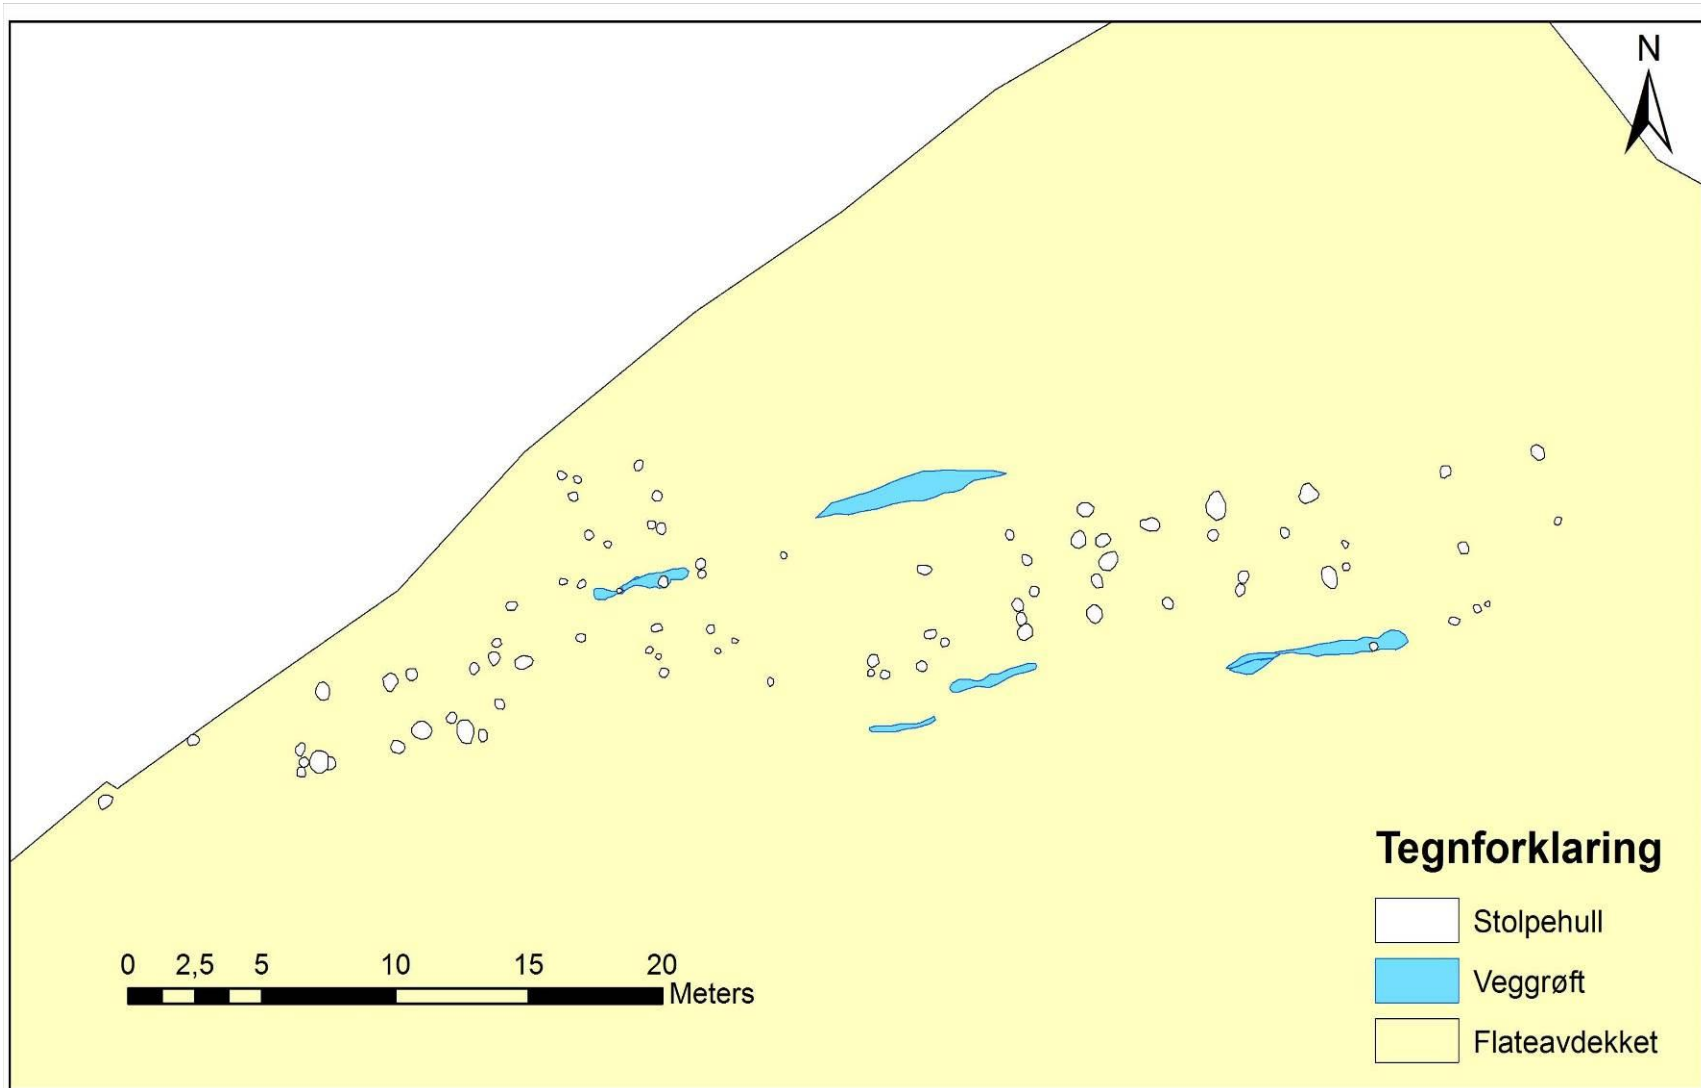 N
Tegnforklaring
Stolpehull
Veggrøft
Flateavdekket
0 2,5 5 10 15 20
Meters